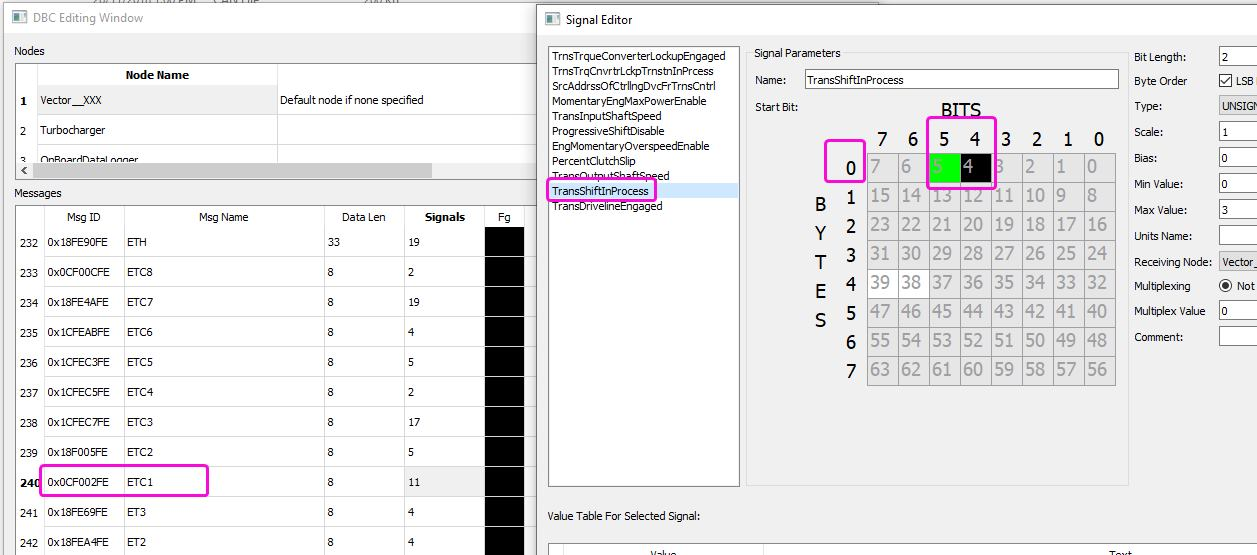 DBC Editing Window
Nodes
Node Name
1 Vector__XXX Default node if none specified
2 Turbocharger
3 OnBoardDataLogger
Messages
Msg ID Msg Name Data Len Signals Fg
232 0x18FE90FE ETH 33 19
233 0x0CF00CFE ETC8 8 2
234 0x18FE4AFE ETC7 8 19
235 0x1CFEABFE ETC6 8 4
236 0x1CFEC3FE ETC5 8 5
237 0x1CFEC5FE ETC4 8 2
238 0x1CFEC7FE ETC3 8 17
239 0x18F005FE ETC2 8 5
240 0x0CF002FE ETC1 8 11
241 0x18FE69FE ET3 8 4
242 0x18FEA4FE ET2 8 4
Signal Editor
TrnsTrqueConverterLockupEngaged
TrnsTrqCnvrtrLckpTrnstnInPrcess
SrcAddrssOfCtrllngDvcFrTrnsCntrl
MomentaryEngMaxPowerEnable
TransInputShaftSpeed
ProgressiveShiftDisable
EngMomentaryOverspeedEnable
PercentClutchSlip
TransOutputShaftSpeed
TransShiftInProcess
TransDrivelineEngaged
Signal Parameters
Name: TransShiftInProcess
Start Bit:
BITS
7 6 5 4 3 2 1 0
BYTES
0 7 6 5 4 3 2 1 0
1 15 14 13 12 11 10 9 8
2 23 22 21 20 19 18 17 16
3 31 30 29 28 27 26 25 24
4 39 38 37 36 35 34 33 32
5 47 46 45 44 43 42 41 40
6 55 54 53 52 51 50 49 48
7 63 62 61 60 59 58 57 56
Bit Length: 2
Byte Order LSB
Type: UNSIGN
Scale: 1
Bias: 0
Min Value: 0
Max Value: 3
Units Name:
Receiving Node: Vector_
Multiplexing Not
Multiplex Value 0
Comment:
Value Table For Selected Signal:
Value Text